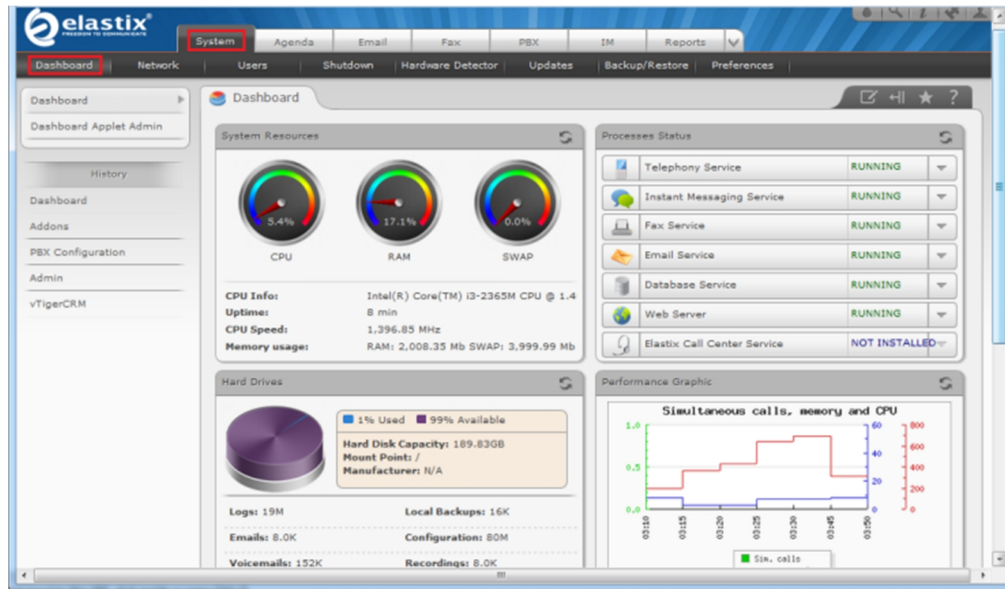 elastix®
FREEDOM TO COMMUNICATE
System Agenda Email Fax PBX IM Reports
Dashboard Network Users Shutdown Hardware Detector Updates Backup/Restore Preferences
Dashboard
Dashboard Applet Admin
History
Dashboard
Addons
PBX Configuration
Admin
vTigerCRM
Dashboard
System Resources
5.4% 17.1% 0.0%
CPU RAM SWAP
CPU Info: Intel(R) Core(TM) i3-2365M CPU @ 1.4
Uptime: 8 min
CPU Speed: 1,396.85 MHz
Memory usage: RAM: 2,008.35 Mb SWAP: 3,999.99 Mb
Processes Status
Telephony Service RUNNING
Instant Messaging Service RUNNING
Fax Service RUNNING
Email Service RUNNING
Database Service RUNNING
Web Server RUNNING
Elastix Call Center Service NOT INSTALLED
Hard Drives
1% Used 99% Available
Hard Disk Capacity: 189.83GB
Mount Point: /
Manufacturer: N/A
Logs: 19M Local Backups: 16K
Emails: 8.0K Configuration: 80M
Voicemails: 152K Recordings: 8.0K
Performance Graphic
Simultaneous calls, memory and CPU
1.0 60 800
600
40
0.5 400
20
200
0.0 0 0
03:10 03:15 03:20 03:25 03:30 03:45 03:50
Sim. calls